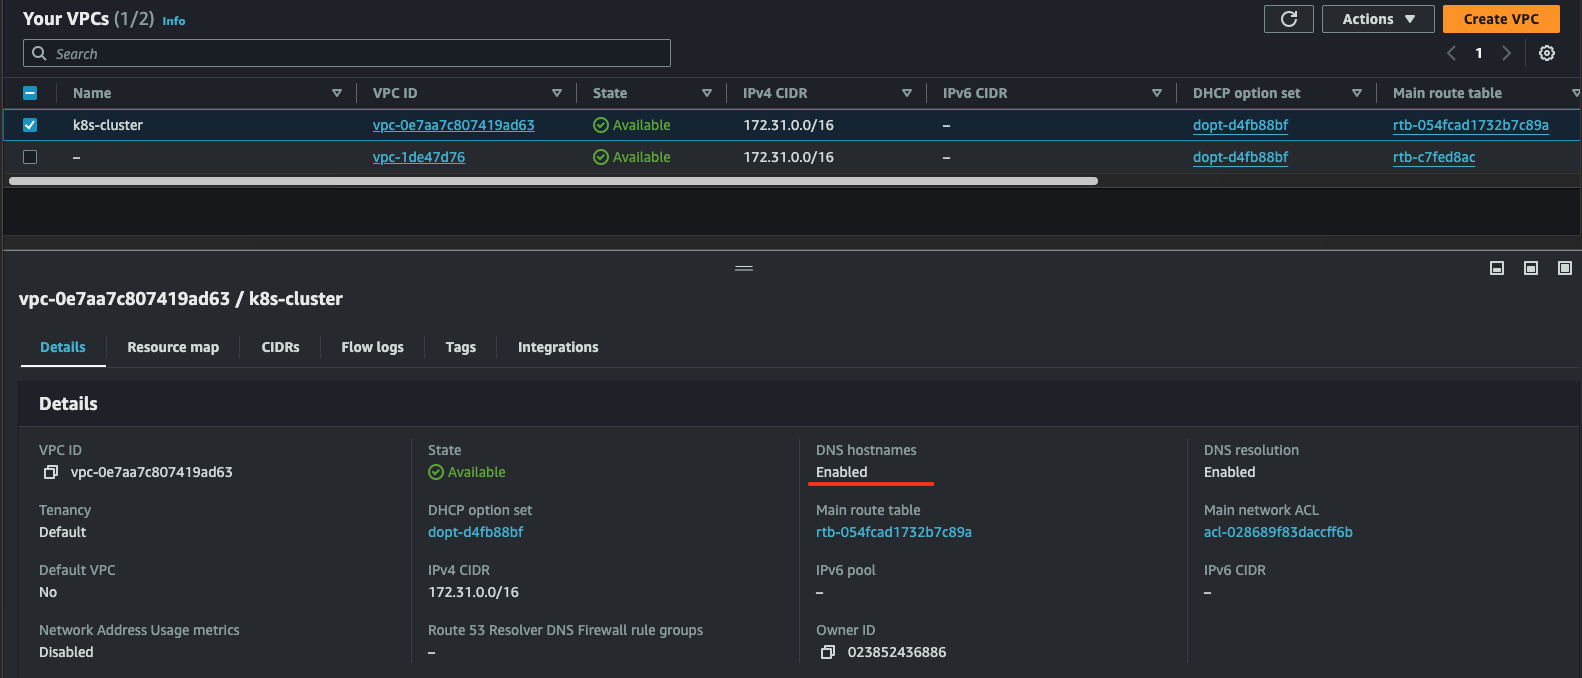 Your VPCs (1/2) Info
Actions
Create VPC
Search
1
Name VPC ID State IPv4 CIDR IPv6 CIDR DHCP option set Main route table
k8s-cluster vpc-0e7aa7c807419ad63 Available 172.31.0.0/16 – dopt-d4fb88bf rtb-054fcad1732b7c89a
– vpc-1de47d76 Available 172.31.0.0/16 – dopt-d4fb88bf rtb-c7fed8ac
vpc-0e7aa7c807419ad63 / k8s-cluster
Details Resource map CIDRs Flow logs Tags Integrations
Details
VPC ID State DNS hostnames DNS resolution
vpc-0e7aa7c807419ad63 Available Enabled Enabled
Tenancy DHCP option set Main route table Main network ACL
Default dopt-d4fb88bf rtb-054fcad1732b7c89a acl-028689f83daccff6b
Default VPC IPv4 CIDR IPv6 pool IPv6 CIDR
No 172.31.0.0/16 – –
Network Address Usage metrics Route 53 Resolver DNS Firewall rule groups Owner ID
Disabled – 023852436886